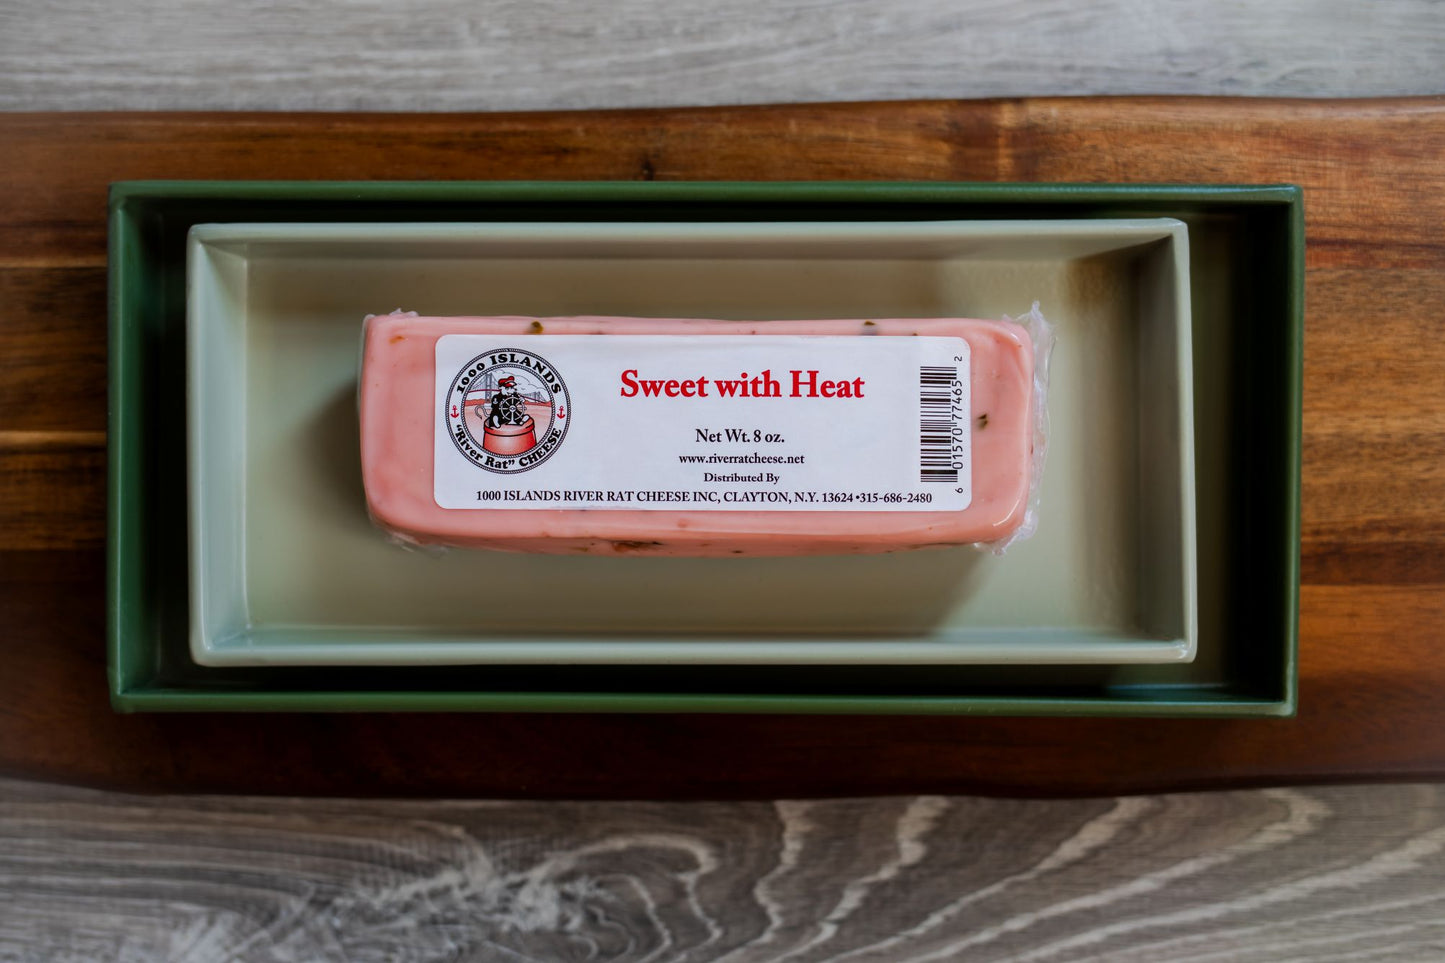 1000 ISLANDS
"River Rat" CHEESE
Sweet with Heat
Net Wt. 8 oz.
www.riverratcheese.net
Distributed By
1000 ISLANDS RIVER RAT CHEESE INC, CLAYTON, N.Y. 13624 •315-686-2480
6 01570 77465 2